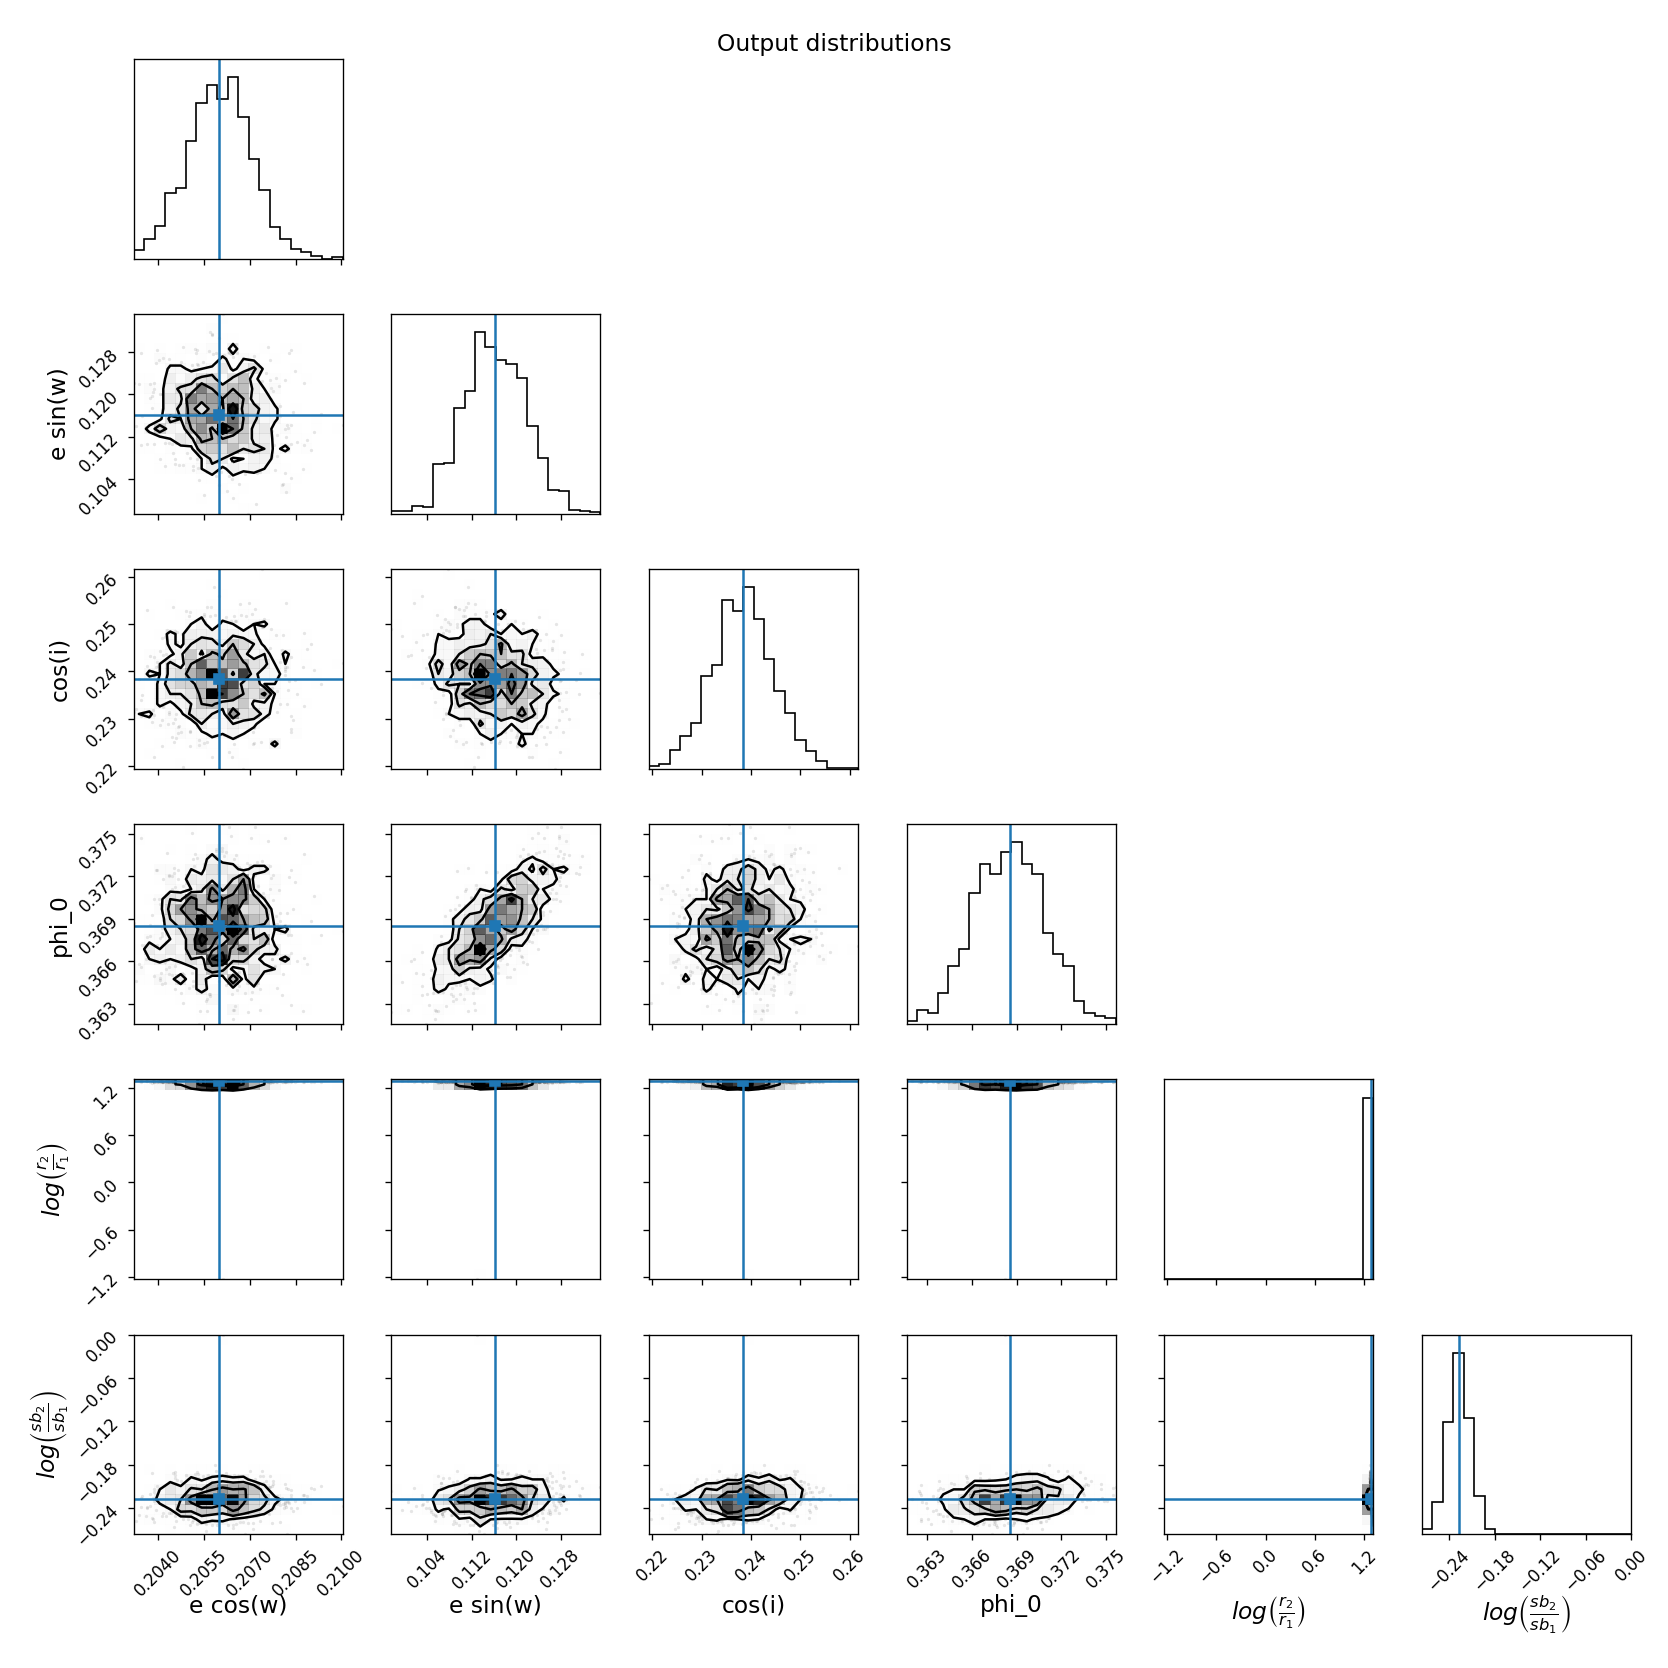 Output distributions
e sin(w)
0.128
0.120
0.112
0.104
cos(i)
0.26
0.25
0.24
0.23
0.22
phi_0
0.375
0.372
0.369
0.366
0.363
log(r2/r1)
1.2
0.6
0.0
−0.6
−1.2
log(sb2/sb1)
0.00
−0.06
−0.12
−0.18
−0.24
0.2040 0.2055 0.2070 0.2085 0.2100
0.104 0.112 0.120 0.128
0.22 0.23 0.24 0.25 0.26
0.363 0.366 0.369 0.372 0.375
−1.2 −0.6 0.0 0.6 1.2
−0.24 −0.18 −0.12 −0.06 0.00
e cos(w)
e sin(w)
cos(i)
phi_0
log(r2/r1)
log(sb2/sb1)